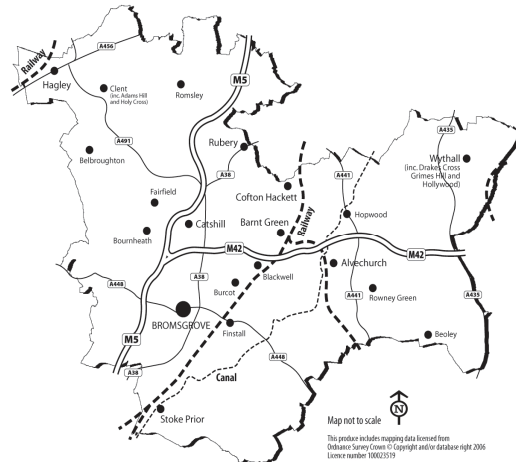 A456
Railway
Hagley
Clent
(inc. Adams Hill
and Holy Cross)
Romsley
M5
A435
A491
Rubery
A38
A441
Wythall
(inc. Drakes Cross
Grimes Hill and
Hollywood)
Belbroughton
Cofton Hackett
Fairfield
Catshill
Barnt Green
Railway
Hopwood
Bournheath
M42
M42
Blackwell
Alvechurch
A448
A38
Burcot
Rowney Green
A441
A435
BROMSGROVE
M5
Finstall
Beoley
A448
A38
Canal
Stoke Prior
Map not to scale
N
This produce includes mapping data licensed from
Ordnance Survey Crown © Copyright and/or database right 2006
Licence number 100023519